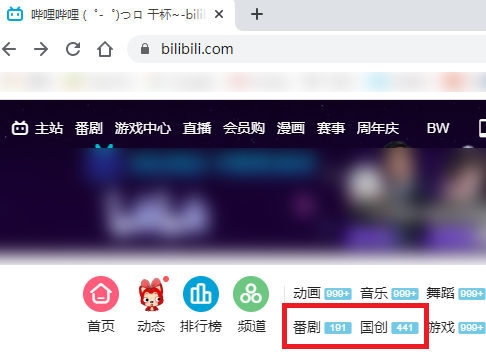 哔哩哔哩 (゜-゜)つロ 干杯~-bili
bilibili.com
主站 番剧 游戏中心 直播 会员购 漫画 赛事 周年庆 BW
动画 999+ 音乐 999+ 舞蹈 999+
番剧 191 国创 441 游戏 999+
首页 动态 排行榜 频道